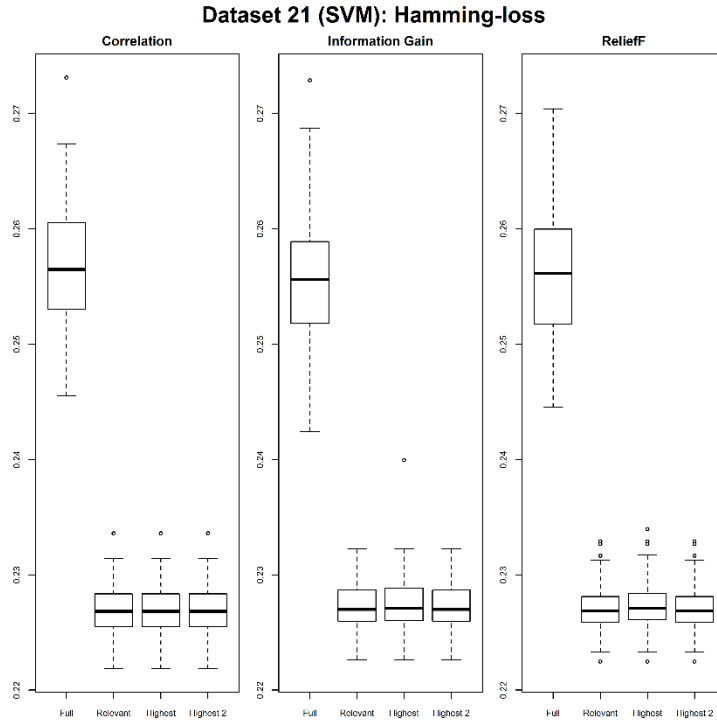 Dataset 21 (SVM): Hamming-loss
Correlation
0.27
0.26
0.25
0.24
0.23
0.22
Full Relevant Highest Highest 2
Information Gain
0.27
0.26
0.25
0.24
0.23
0.22
Full Relevant Highest Highest 2
ReliefF
0.27
0.26
0.25
0.24
0.23
0.22
Full Relevant Highest Highest 2